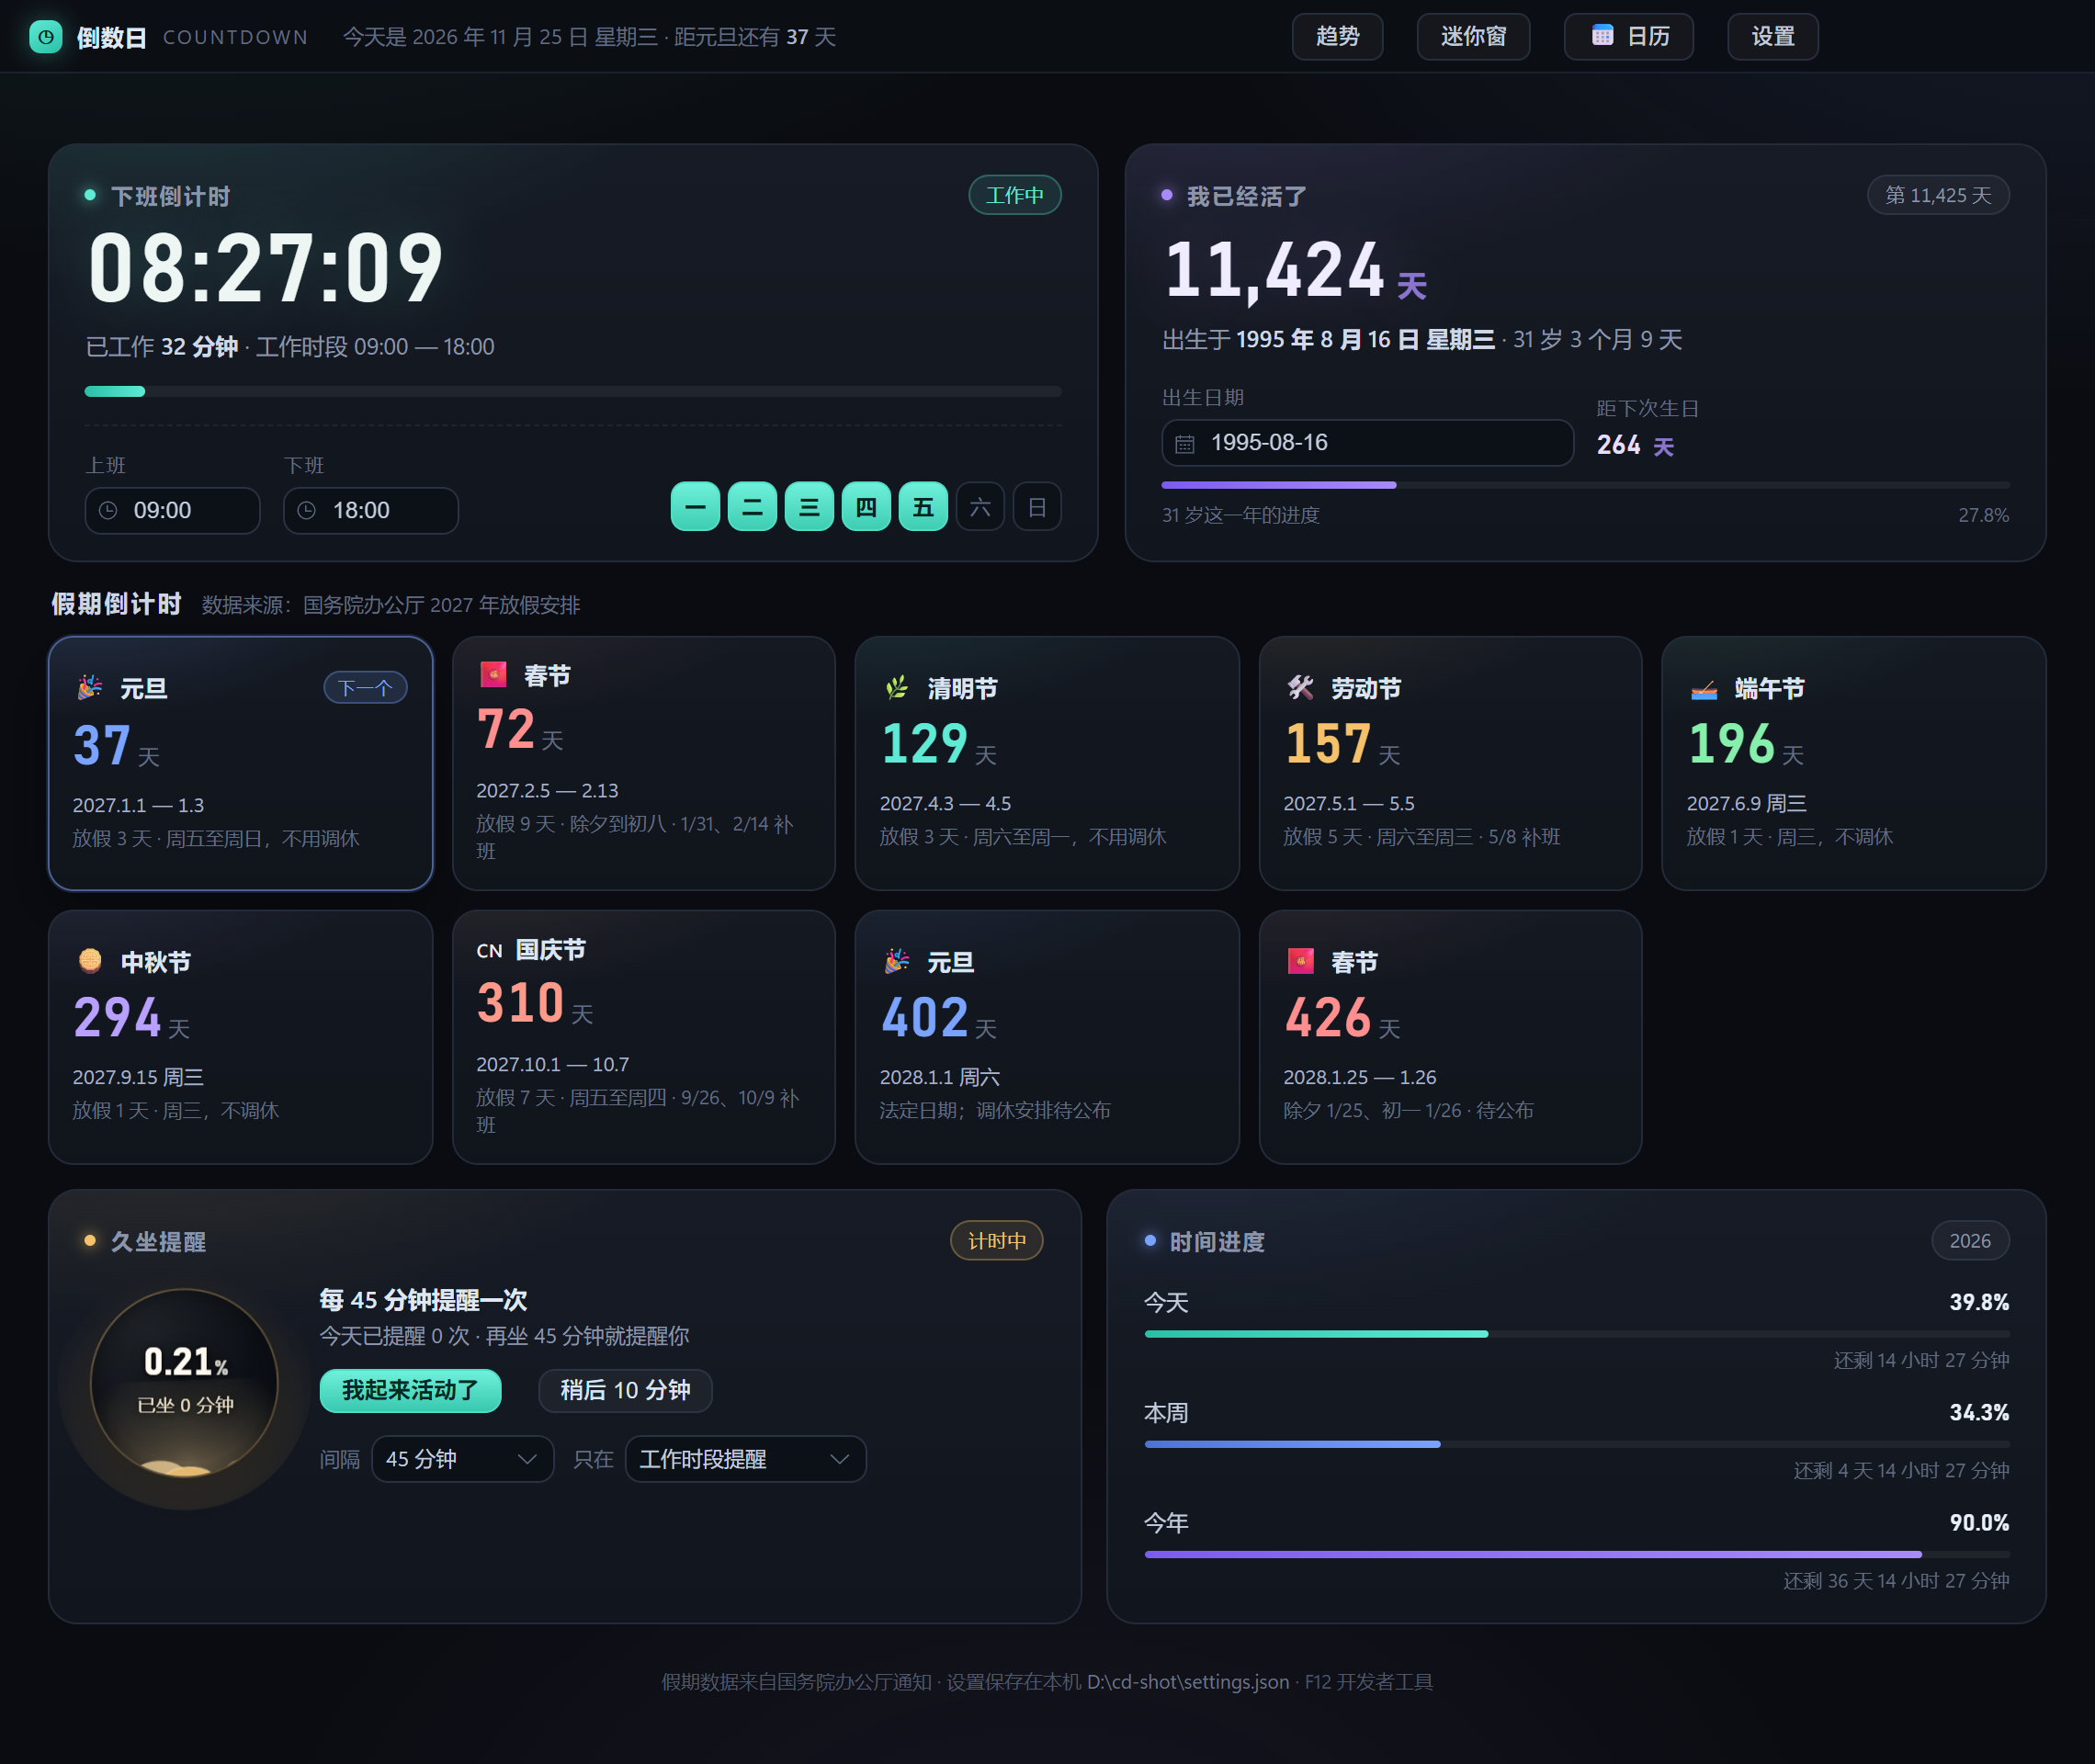 倒数日 COUNTDOWN 今天是 2026 年 11 月 25 日 星期三 · 距元旦还有 37 天
趋势 迷你窗 日历 设置
下班倒计时 工作中
08:27:09
已工作 32 分钟 · 工作时段 09:00 — 18:00
上班 下班
09:00 18:00 一 二 三 四 五 六 日
我已经活了 第 11,425 天
11,424 天
出生于 1995 年 8 月 16 日 星期三 · 31 岁 3 个月 9 天
出生日期
1995-08-16
距下次生日
264 天
31 岁这一年的进度 27.8%
假期倒计时 数据来源：国务院办公厅 2027 年放假安排
元旦 下一个
37 天
2027.1.1 — 1.3
放假 3 天 · 周五至周日，不用调休
春节
72 天
2027.2.5 — 2.13
放假 9 天 · 除夕到初八 · 1/31、2/14 补
班
清明节
129 天
2027.4.3 — 4.5
放假 3 天 · 周六至周一，不用调休
劳动节
157 天
2027.5.1 — 5.5
放假 5 天 · 周六至周三 · 5/8 补班
端午节
196 天
2027.6.9 周三
放假 1 天 · 周三，不调休
中秋节
294 天
2027.9.15 周三
放假 1 天 · 周三，不调休
CN 国庆节
310 天
2027.10.1 — 10.7
放假 7 天 · 周五至周四 · 9/26、10/9 补
班
元旦
402 天
2028.1.1 周六
法定日期；调休安排待公布
春节
426 天
2028.1.25 — 1.26
除夕 1/25、初一 1/26 · 待公布
久坐提醒 计时中
0.21%
已坐 0 分钟
每 45 分钟提醒一次
今天已提醒 0 次 · 再坐 45 分钟就提醒你
我起来活动了 稍后 10 分钟
间隔 45 分钟 只在 工作时段提醒
时间进度 2026
今天 39.8%
还剩 14 小时 27 分钟
本周 34.3%
还剩 4 天 14 小时 27 分钟
今年 90.0%
还剩 36 天 14 小时 27 分钟
假期数据来自国务院办公厅通知 · 设置保存在本机 D:\cd-shot\settings.json · F12 开发者工具